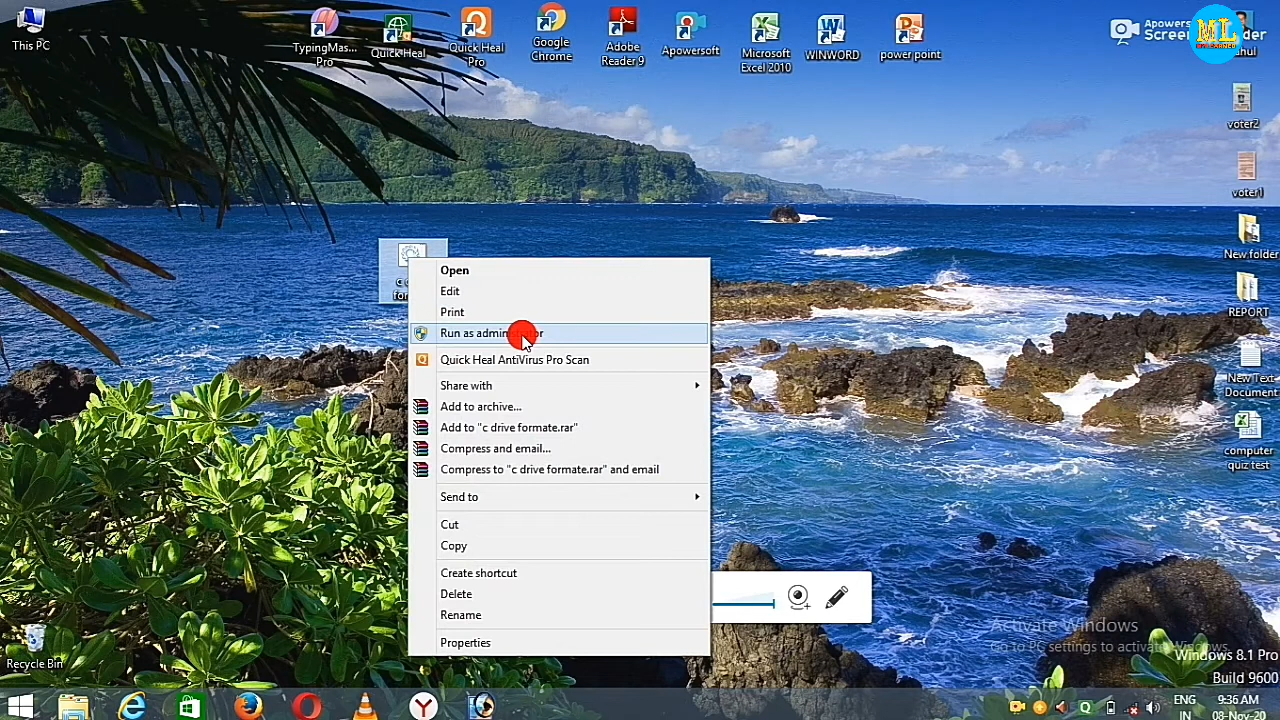 This PC
TypingMas...
Pro
Quick Heal
Quick Heal
Pro
Google
Chrome
Adobe
Reader 9
Apowersoft
Microsoft
Excel 2010
WINWORD
power point
Apowers
Scree
der
ML
voter2
voter1
New folder
REPORT
New Text
Document
computer
quiz test
Open
Edit
Print
Run as
Quick Heal AntiVirus Pro Scan
Share with
Add to archive...
Add to "c drive formate.rar"
Compress and email...
Compress to "c drive formate.rar" and email
Send to
Cut
Copy
Create shortcut
Delete
Rename
Properties
Recycle Bin
Activate Windows
Go to PC settings to activate Windows.
Windows 8.1 Pro
Build 9600
ENG
IN
9:36 AM
08-Nov-20